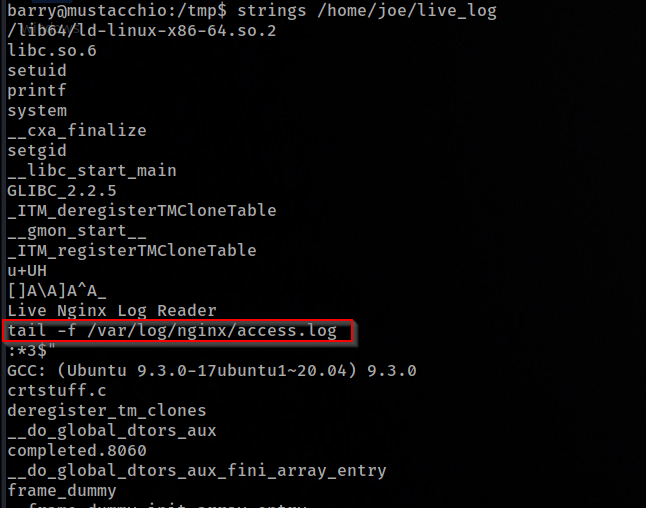 barry@mustacchio:/tmp$ strings /home/joe/live_log
/lib64/ld-linux-x86-64.so.2
libc.so.6
setuid
printf
system
__cxa_finalize
setgid
__libc_start_main
GLIBC_2.2.5
_ITM_deregisterTMCloneTable
__gmon_start__
_ITM_registerTMCloneTable
u+UH
[]A\A]A^A_
Live Nginx Log Reader
tail -f /var/log/nginx/access.log
:*3$"
GCC: (Ubuntu 9.3.0-17ubuntu1~20.04) 9.3.0
crtstuff.c
deregister_tm_clones
__do_global_dtors_aux
completed.8060
__do_global_dtors_aux_fini_array_entry
frame_dummy
__frame_dummy_init_array_entry